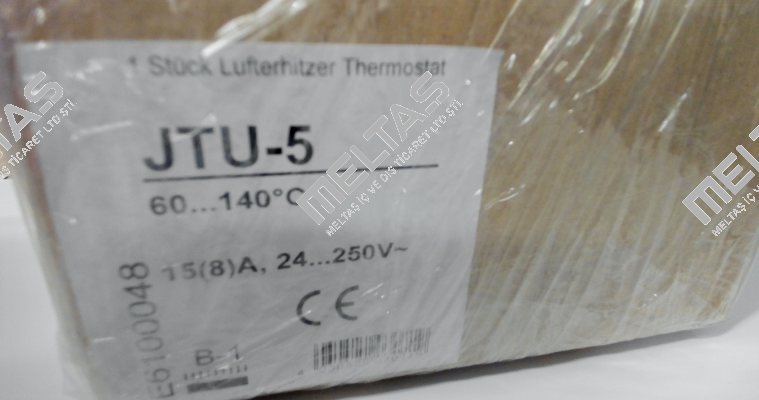 1 Stück Lufterhitzer Thermostat
JTU-5
60...140°C
15(8)A, 24...250V~
CE
B-1
E6100048
MELTAS
MELTAŞ İÇ VE DIŞ TİCARET LTD ŞTİ